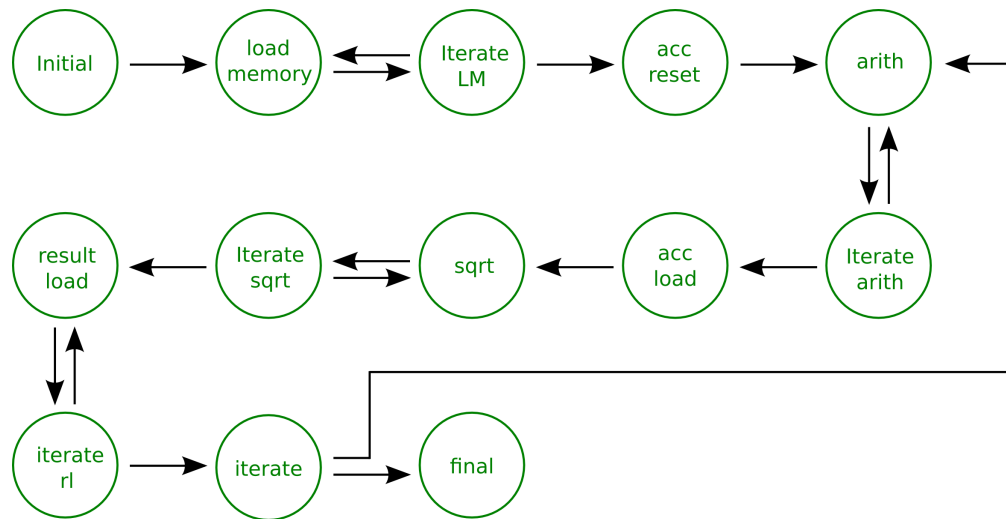 Initial
load
memory
Iterate
LM
acc
reset
arith
result
load
Iterate
sqrt
sqrt
acc
load
Iterate
arith
iterate
rl
iterate
final